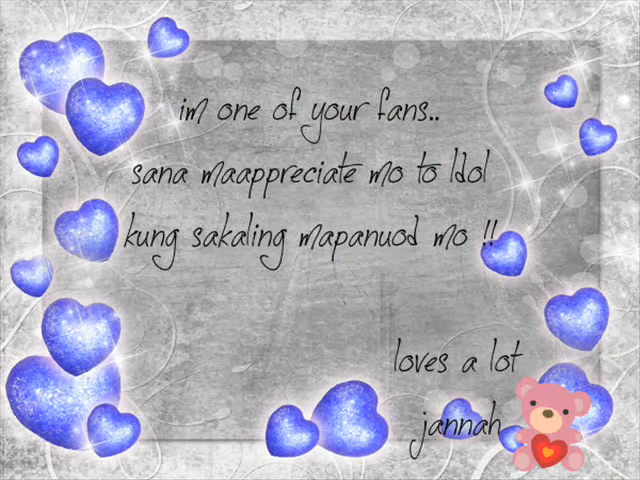 im one of your fans..
sana maappreciate mo to Idol
kung sakaling mapanuod mo !!
loves a lot
jannah